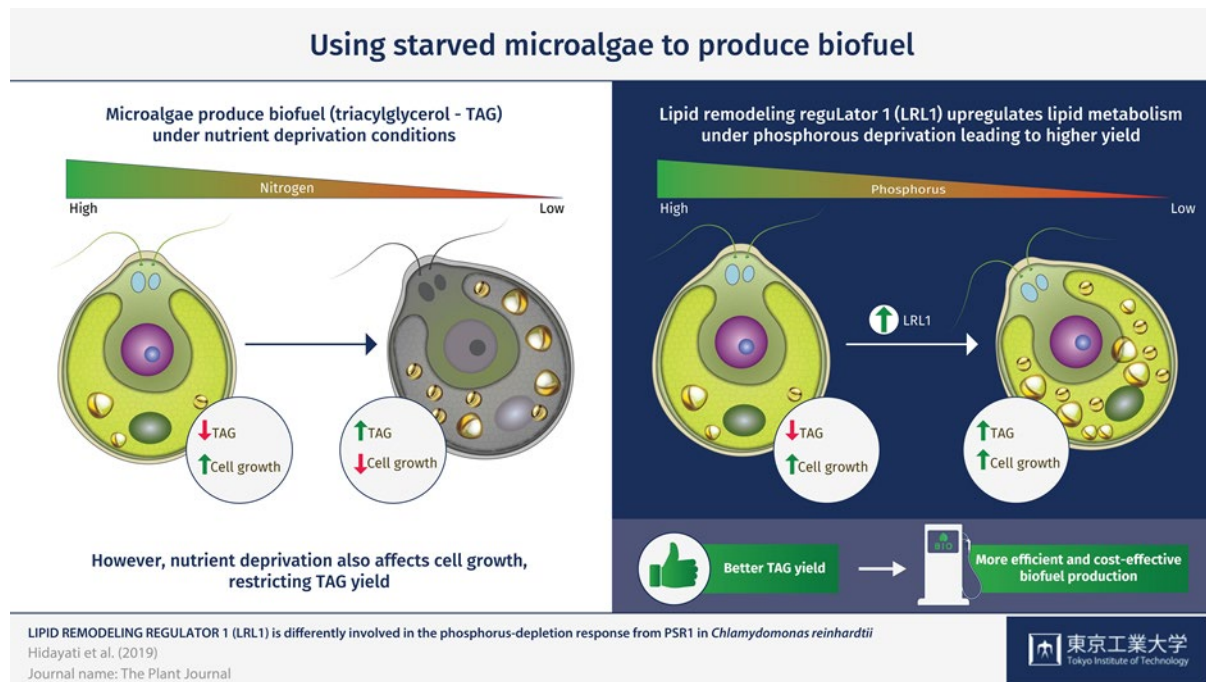 Using starved microalgae to produce biofuel
Microalgae produce biofuel (triacylglycerol - TAG)
under nutrient deprivation conditions
Nitrogen
High
Low
TAG
Cell growth
TAG
Cell growth
However, nutrient deprivation also affects cell growth,
restricting TAG yield
Lipid remodeling reguLator 1 (LRL1) upregulates lipid metabolism
under phosphorous deprivation leading to higher yield
Phosphorus
High
Low
LRL1
TAG
Cell growth
TAG
Cell growth
Better TAG yield
BIO
More efficient and cost-effective
biofuel production
LIPID REMODELING REGULATOR 1 (LRL1) is differently involved in the phosphorus-depletion response from PSR1 in Chlamydomonas reinhardtii
Hidayati et al. (2019)
Journal name: The Plant Journal
東京工業大学
Tokyo Institute of Technology